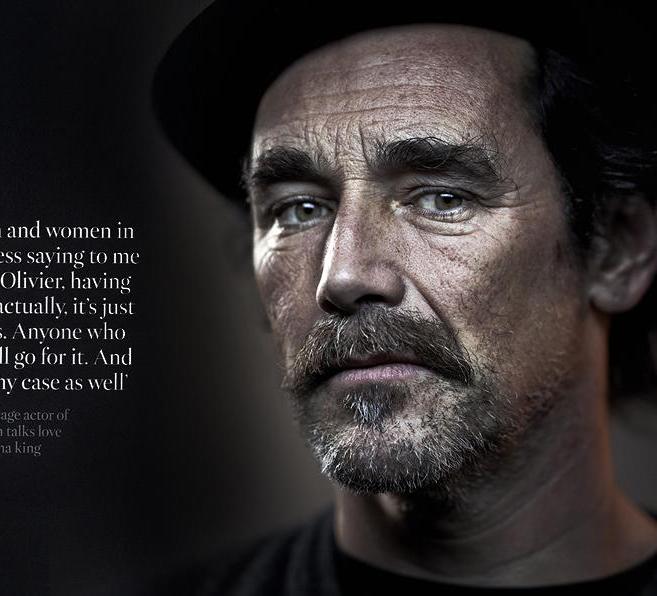 and women in
ess saying to me
Olivier, having
actually, it's just
s. Anyone who
ll go for it. And
ny case as well'
age actor of
talks love
na king